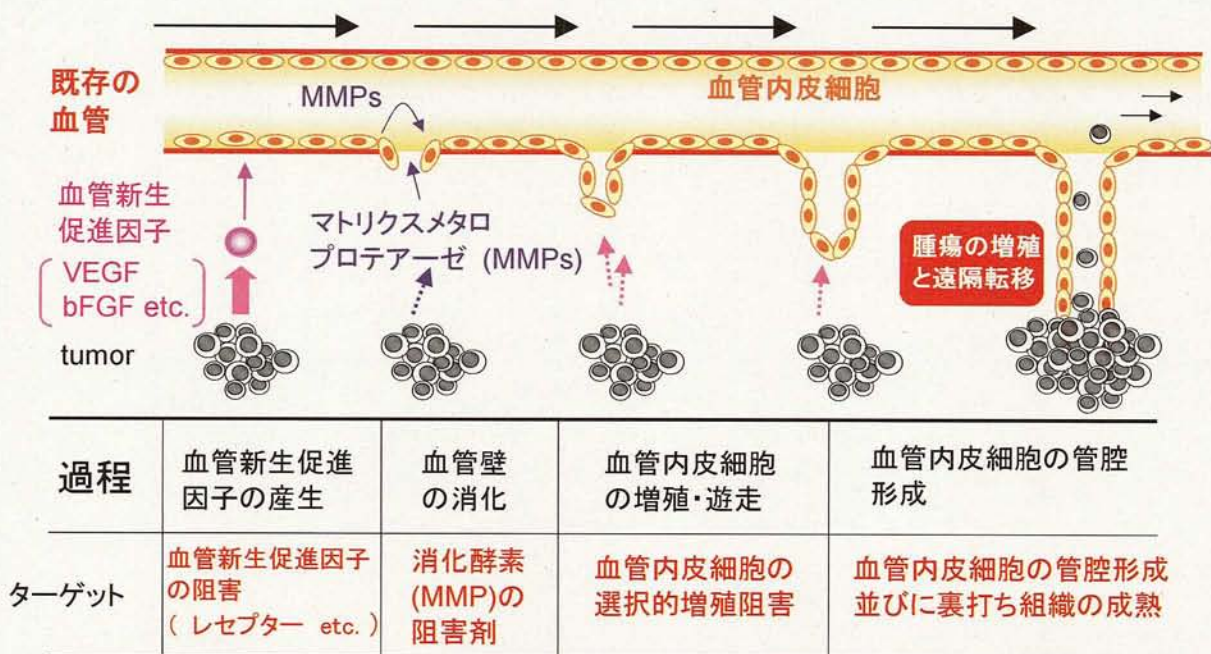 既存の
血管
MMPs
血管内皮細胞
血管新生
促進因子
VEGF
bFGF etc.
tumor
マトリクスメタロ
プロテアーゼ (MMPs)
腫瘍の増殖
と遠隔転移
過程
血管新生促進
因子の産生
血管壁
の消化
血管内皮細胞
の増殖・遊走
血管内皮細胞の管腔
形成
ターゲット
血管新生促進因子
の阻害
( レセプター etc. )
消化酵素
(MMP)の
阻害剤
血管内皮細胞の
選択的増殖阻害
血管内皮細胞の管腔形成
並びに裏打ち組織の成熟